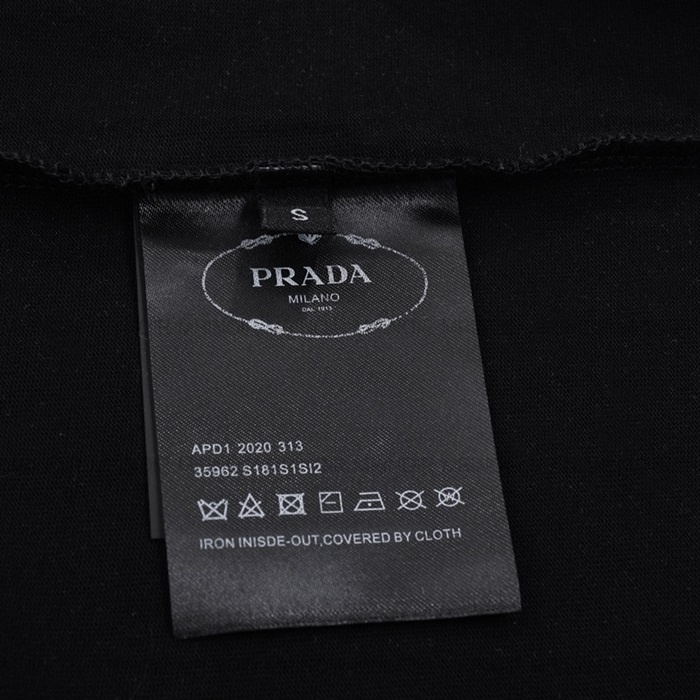 S
PRADA
MILANO
DAL 1913
APD1 2020 313
35962 S181S1SI2
IRON INISDE-OUT,COVERED BY CLOTH